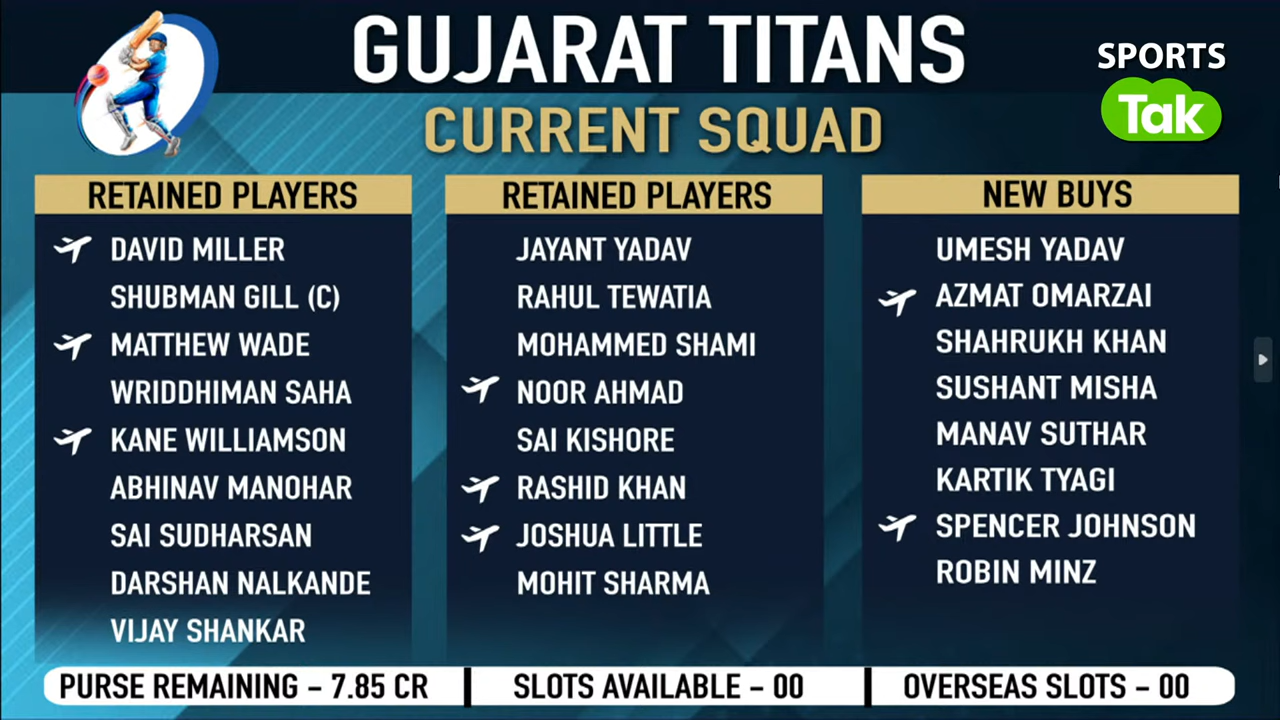 GUJARAT TITANS
SPORTS
Tak
CURRENT SQUAD
RETAINED PLAYERS
DAVID MILLER
SHUBMAN GILL (C)
MATTHEW WADE
WRIDDHIMAN SAHA
KANE WILLIAMSON
ABHINAV MANOHAR
SAI SUDHARSAN
DARSHAN NALKANDE
VIJAY SHANKAR
RETAINED PLAYERS
JAYANT YADAV
RAHUL TEWATIA
MOHAMMED SHAMI
NOOR AHMAD
SAI KISHORE
RASHID KHAN
JOSHUA LITTLE
MOHIT SHARMA
NEW BUYS
UMESH YADAV
AZMAT OMARZAI
SHAHRUKH KHAN
SUSHANT MISHA
MANAV SUTHAR
KARTIK TYAGI
SPENCER JOHNSON
ROBIN MINZ
PURSE REMAINING – 7.85 CR
SLOTS AVAILABLE – 00
OVERSEAS SLOTS – 00